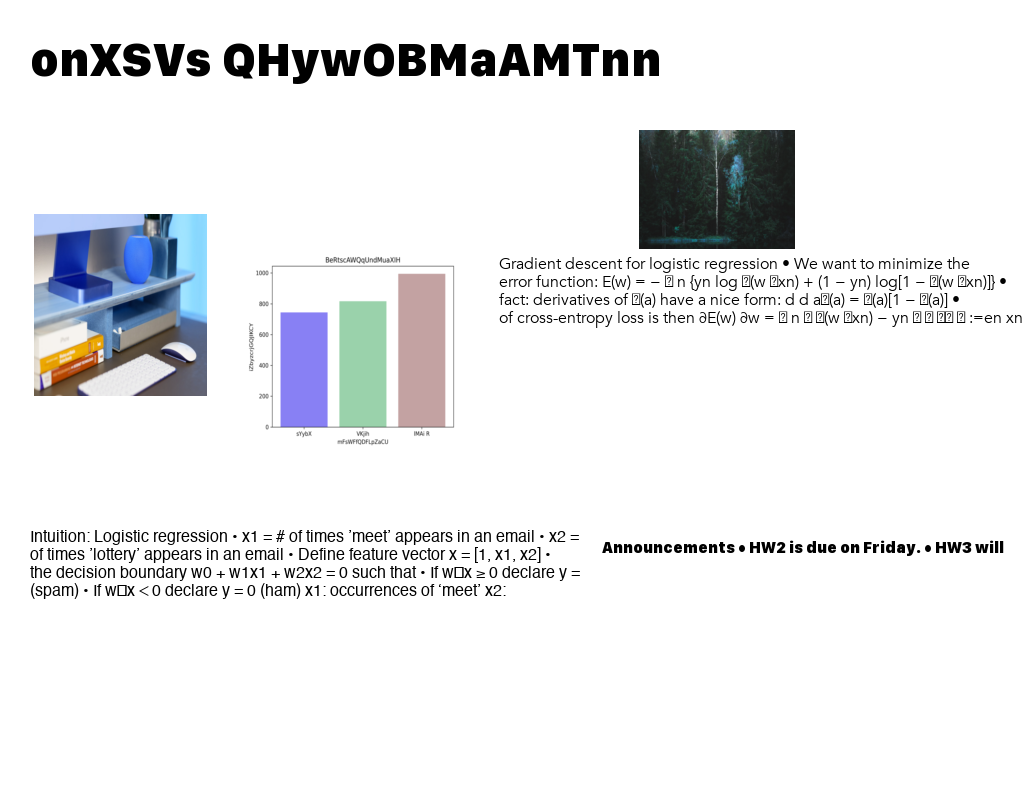 onXSVs QHywOBMaAMTnn
BeRtscAWQqUndMuaXIH
1000
800
600
400
200
0
sYybX
VKjih
IMAi R
mFsWFfQDFLpZaCU
Gradient descent for logistic regression • We want to minimize the
error function: E(w) = − � n {yn log �(w �xn) + (1 − yn) log[1 − �(w �xn)]} •
fact: derivatives of �(a) have a nice form: d d a�(a) = �(a)[1 − �(a)] •
of cross-entropy loss is then ∂E(w) ∂w = � n � �(w �xn) − yn � � �� � :=en xn
Intuition: Logistic regression • x1 = # of times ’meet’ appears in an email • x2 =
of times ’lottery’ appears in an email • Define feature vector x = [1, x1, x2] •
the decision boundary w0 + w1x1 + w2x2 = 0 such that • If w□x ≥ 0 declare y =
(spam) • If w□x < 0 declare y = 0 (ham) x1: occurrences of ‘meet’ x2:
Announcements • HW2 is due on Friday. • HW3 will